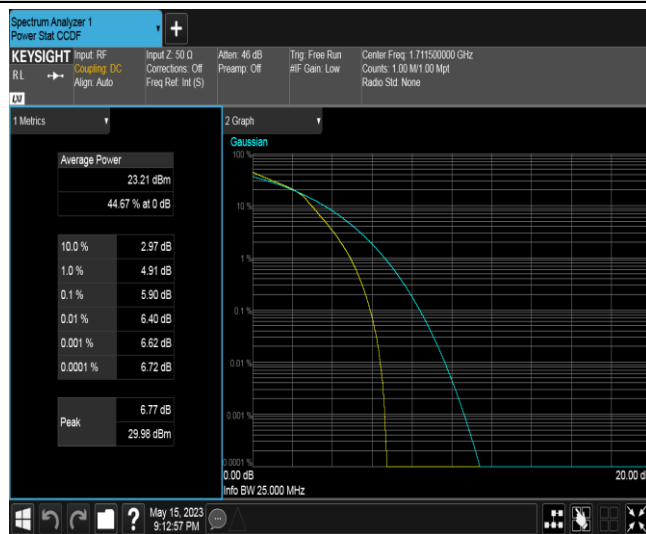 Spectrum Analyzer 1
Power Stat CCDF
+
KEYSIGHT
RL
LXI
Input: RF
Coupling: DC
Align: Auto
Input Z: 50 Ω
Corrections: Off
Freq Ref: Int (S)
Atten: 46 dB
Preamp: Off
Trig: Free Run
#IF Gain: Low
Center Freq: 1.711500000 GHz
Counts: 1.00 M/1.00 Mpt
Radio Std: None
1 Metrics
Average Power
23.21 dBm
44.67 % at 0 dB
10.0 % 2.97 dB
1.0 % 4.91 dB
0.1 % 5.90 dB
0.01 % 6.40 dB
0.001 % 6.62 dB
0.0001 % 6.72 dB
Peak
6.77 dB
29.98 dBm
2 Graph
Gaussian
100 %
10 %
1 %
0.1 %
0.01 %
0.001 %
0.0001 %
0.00 dB
20.00 d
Info BW 25.000 MHz
?
May 15, 2023
9:12:57 PM